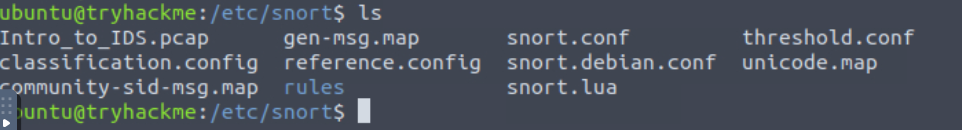 ubuntu@tryhackme:/etc/snort$ ls
Intro_to_IDS.pcap gen-msg.map snort.conf threshold.conf
classification.config reference.config snort.debian.conf unicode.map
community-sid-msg.map rules snort.lua
ubuntu@tryhackme:/etc/snort$